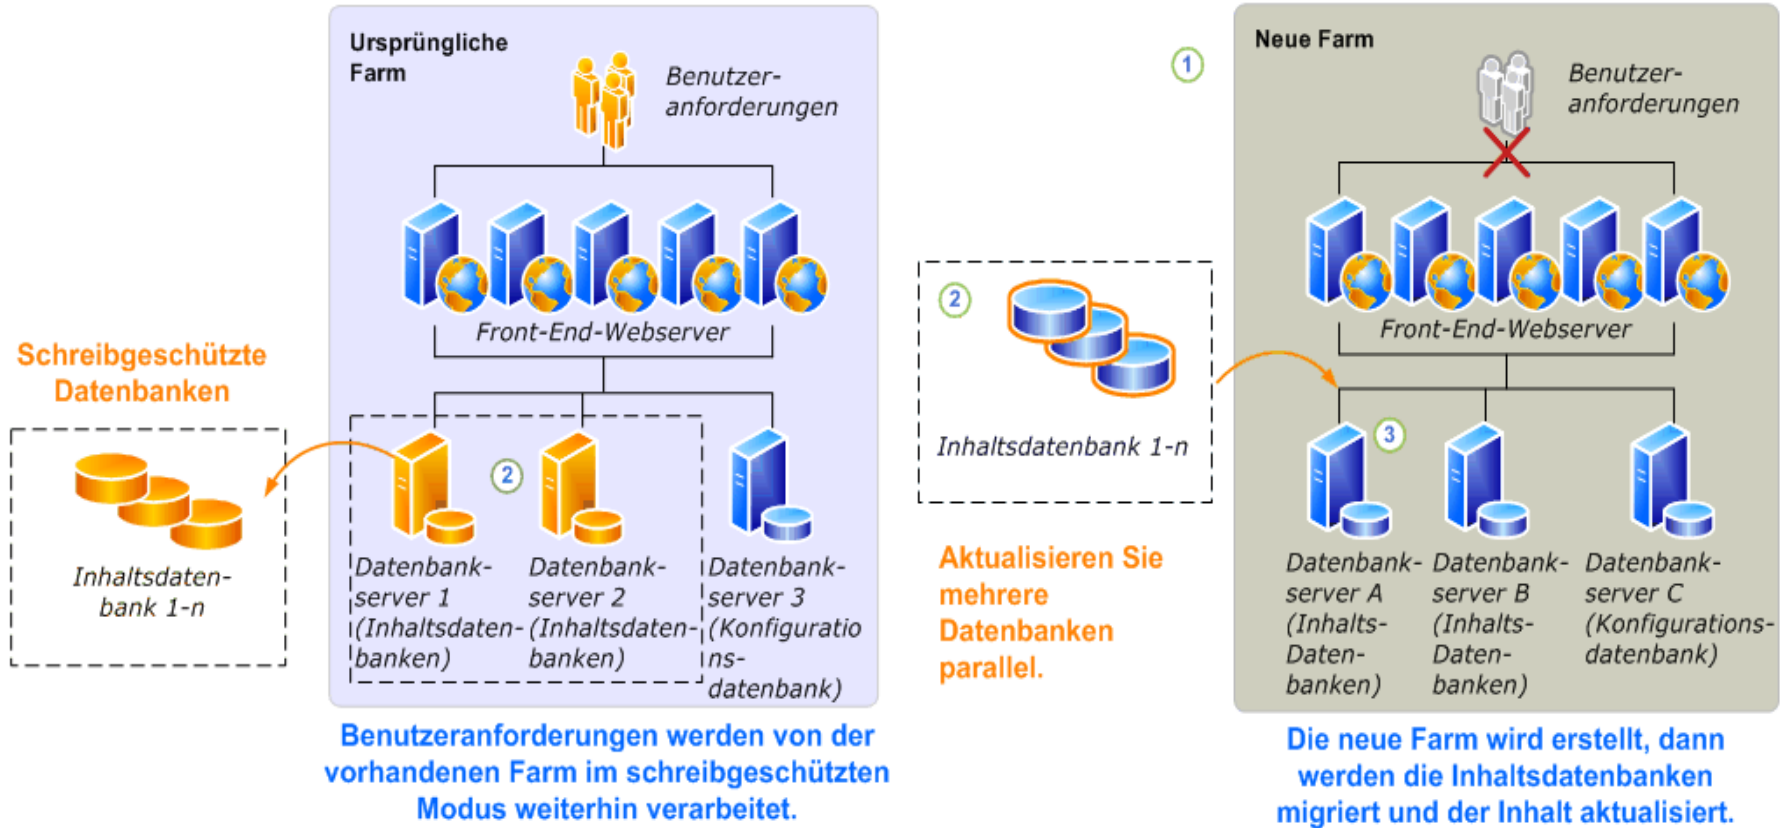 Ursprüngliche
Farm
Benutzer-
anforderungen
Front-End-Webserver
Schreibgeschützte
Datenbanken
Inhaltsdaten-
bank 1-n
2
Datenbank-
server 1
(Inhaltsdaten-
banken)
Datenbank-
server 2
(Inhaltsdaten-
banken)
Datenbank-
server 3
(Konfiguratio
ns-
datenbank)
Benutzeranforderungen werden von der
vorhandenen Farm im schreibgeschützten
Modus weiterhin verarbeitet.
1
2
Inhaltsdatenbank 1-n
Aktualisieren Sie
mehrere
Datenbanken
parallel.
Neue Farm
Benutzer-
anforderungen
Front-End-Webserver
3
Datenbank-
server A
(Inhalts-
Daten-
banken)
Datenbank-
server B
(Inhalts-
Daten-
banken)
Datenbank-
server C
(Konfigurations-
datenbank)
Die neue Farm wird erstellt, dann
werden die Inhaltsdatenbanken
migriert und der Inhalt aktualisiert.